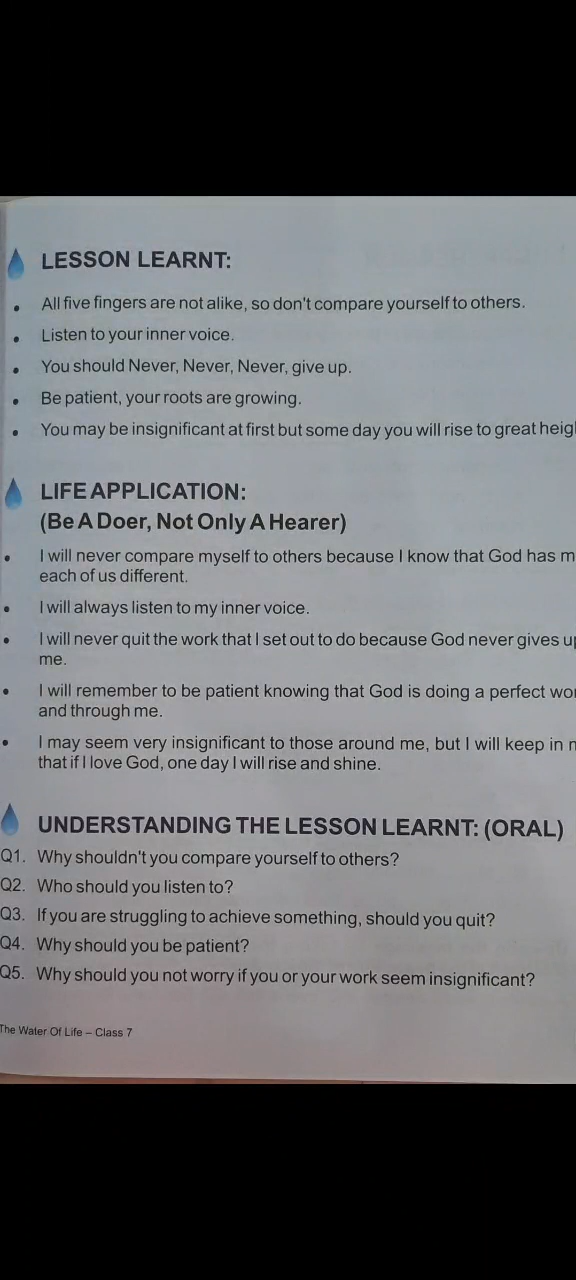 LESSON LEARNT:
• All five fingers are not alike, so don't compare yourself to others.
• Listen to your inner voice.
• You should Never, Never, Never, give up.
• Be patient, your roots are growing.
• You may be insignificant at first but some day you will rise to great
LIFE APPLICATION:
(Be A Doer, Not Only A Hearer)
• I will never compare myself to others because I know that God has
each of us different.
• I will always listen to my inner voice.
• I will never quit the work that I set out to do because God never gives
me.
• I will remember to be patient knowing that God is doing a perfect
and through me.
• I may seem very insignificant to those around me, but I will keep in
that if I love God, one day I will rise and shine.
UNDERSTANDING THE LESSON LEARNT: (ORAL)
Q1. Why shouldn't you compare yourself to others?
Q2. Who should you listen to?
Q3. If you are struggling to achieve something, should you quit?
Q4. Why should you be patient?
Q5. Why should you not worry if you or your work seem insignificant?
The Water Of Life – Class 7